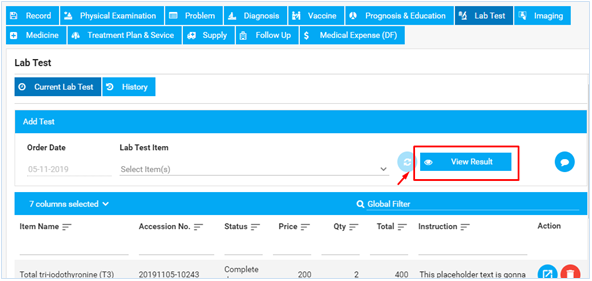 Record Physical Examination Problem Diagnosis Vaccine Prognosis & Education Lab Test Imaging
Medicine Treatment Plan & Sevice Supply Follow Up $ Medical Expense (DF)
Lab Test
Current Lab Test History
Add Test
Order Date Lab Test Item
05-11-2019 Select Item(s) View Result
7 columns selected Global Filter
Item Name Accession No. Status Price Qty Total Instruction Action
Total tri-iodothyronine (T3) 20191105-10243 Complete 200 2 400 This placeholder text is gonna